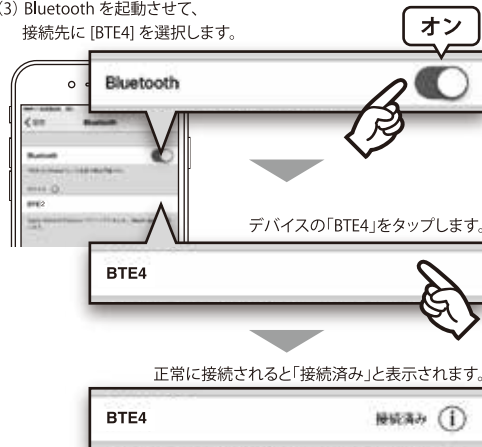 (3) Bluetooth を起動させて、
接続先に [BTE4] を選択します。
オン
Bluetooth
Bluetooth
Bluetooth
BTE2
デバイスの「BTE4」をタップします。
BTE4
正常に接続されると「接続済み」と表示されます。
BTE4 接続済み